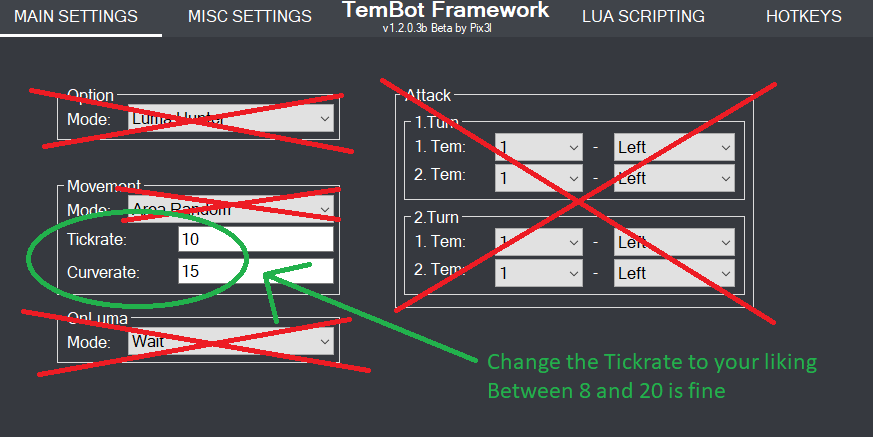 MAIN SETTINGS
MISC SETTINGS
TemBot Framework
v1.2.0.3b Beta by Pix3l
LUA SCRIPTING
HOTKEYS
Option
Mode: Luma Hunter
Movement
Mode: Area Random
Tickrate: 10
Curverate: 15
OnLuma
Mode: Wait
Attack
1.Turn
1. Tem: 1 - Left
2. Tem: 1 - Left
2.Turn
1. Tem: 1 - Left
2. Tem: 1 - Left
Change the Tickrate to your liking
Between 8 and 20 is fine